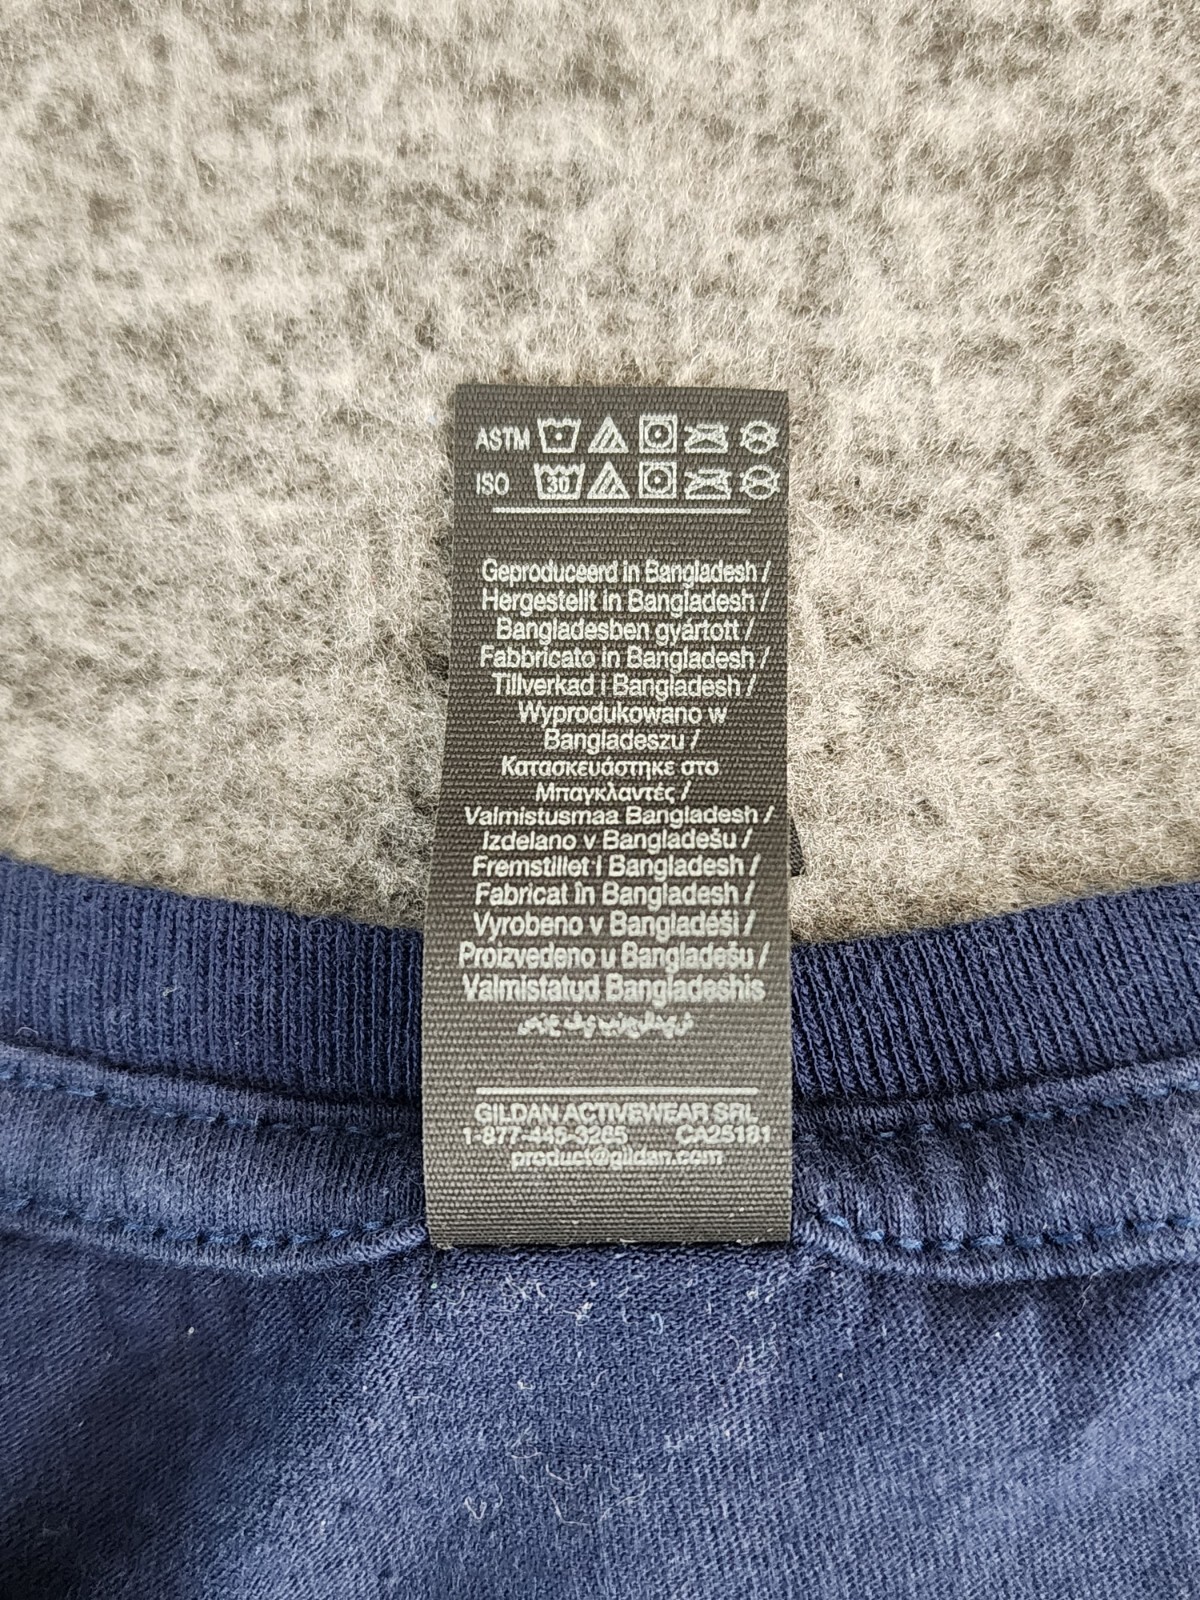 ASTM
ISO 30
Geproduceerd in Bangladesh /
Hergestellt in Bangladesh /
Bangladesben gyártott /
Fabbricato in Bangladesh /
Tillverkad i Bangladesh /
Wyprodukowano w
Bangladeszu /
Κατασκευάστηκε στο
Μπαγκλαντές /
Valmistusmaa Bangladesh /
Izdelano v Bangladešu /
Fremstillet i Bangladesh /
Fabricat în Bangladesh /
Vyrobeno v Bangladéši /
Proizvedeno u Bangladešu /
Valmistatud Bangladeshis
GILDAN ACTIVEWEAR SRL
1-877-445-3265 CA25181
product@gildan.com